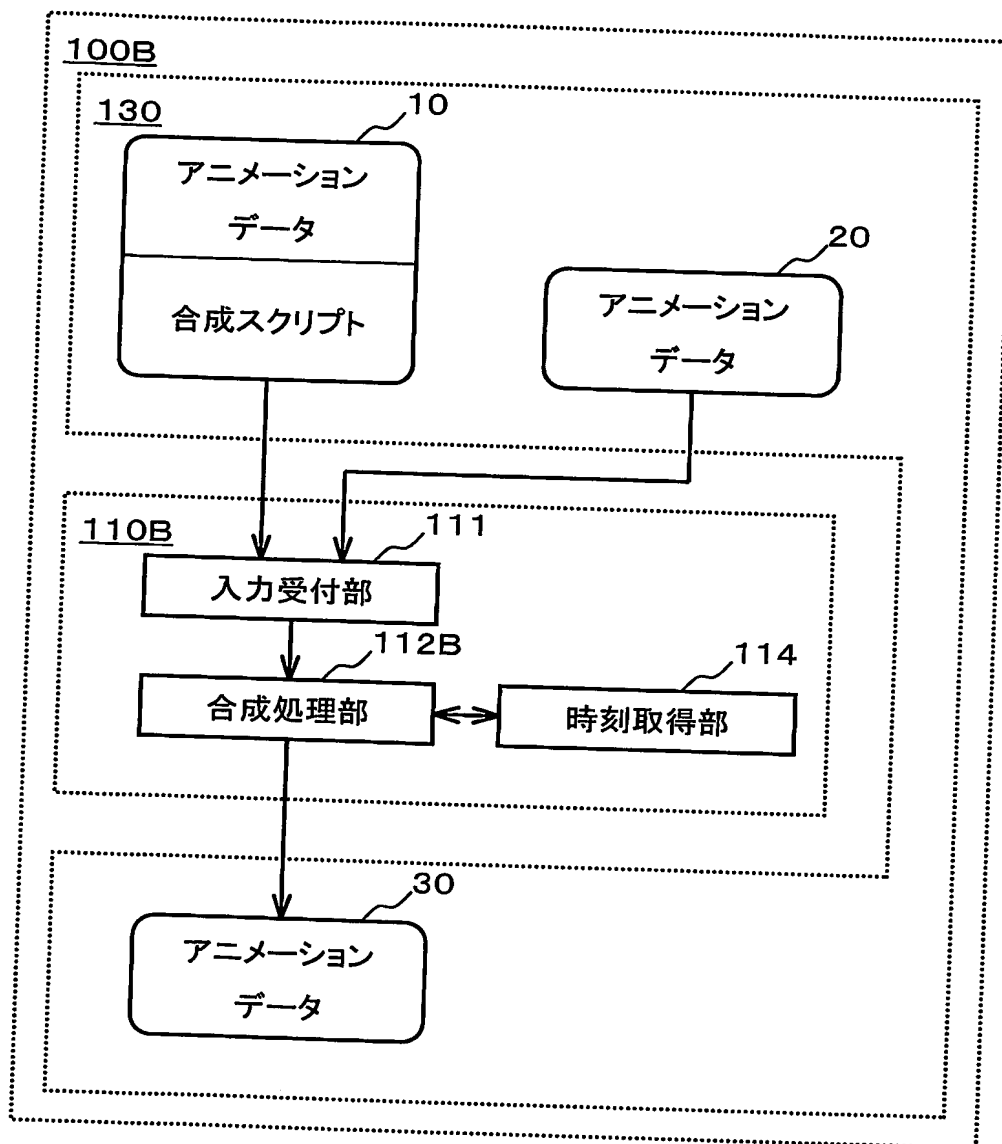 100B
130
10
アニメーション
データ
合成スクリプト
20
アニメーション
データ
110B
111
入力受付部
112B
合成処理部
114
時刻取得部
30
アニメーション
データ